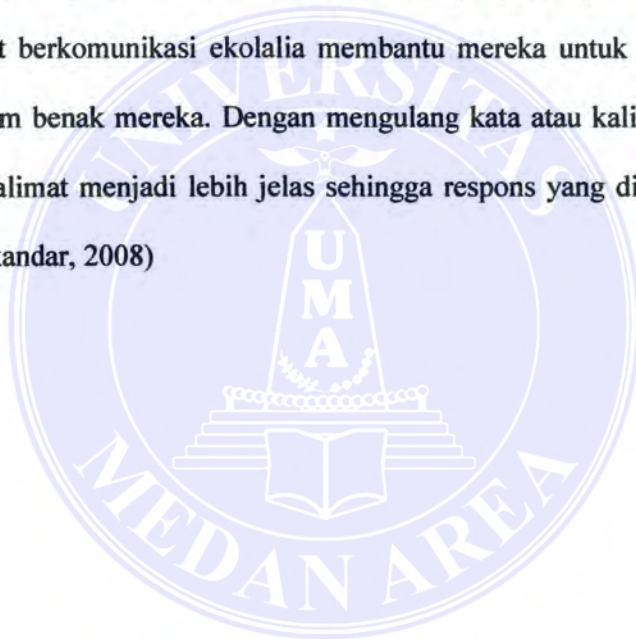 t berkomunikasi ekolalia membantu mereka untuk
m benak mereka. Dengan mengulang kata atau kali
alimat menjadi lebih jelas sehingga respons yang di
andar, 2008)
UNIVERSITAS
UMA
MEDAN AREA